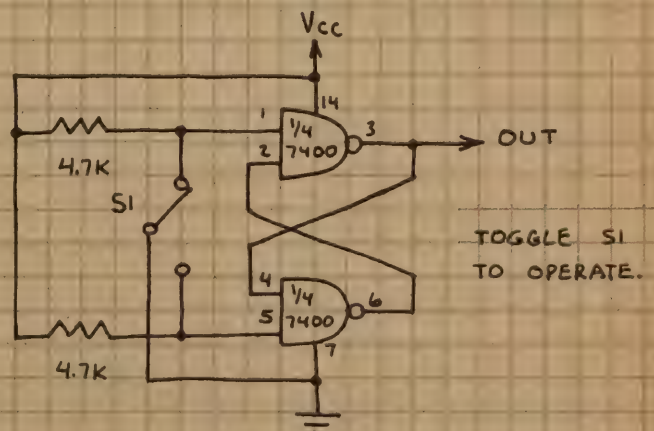 Vcc
14
1
1/4
3
OUT
2
7400
4.7K
S1
TOGGLE S1
TO OPERATE.
4
1/4
6
5
7400
7
4.7K